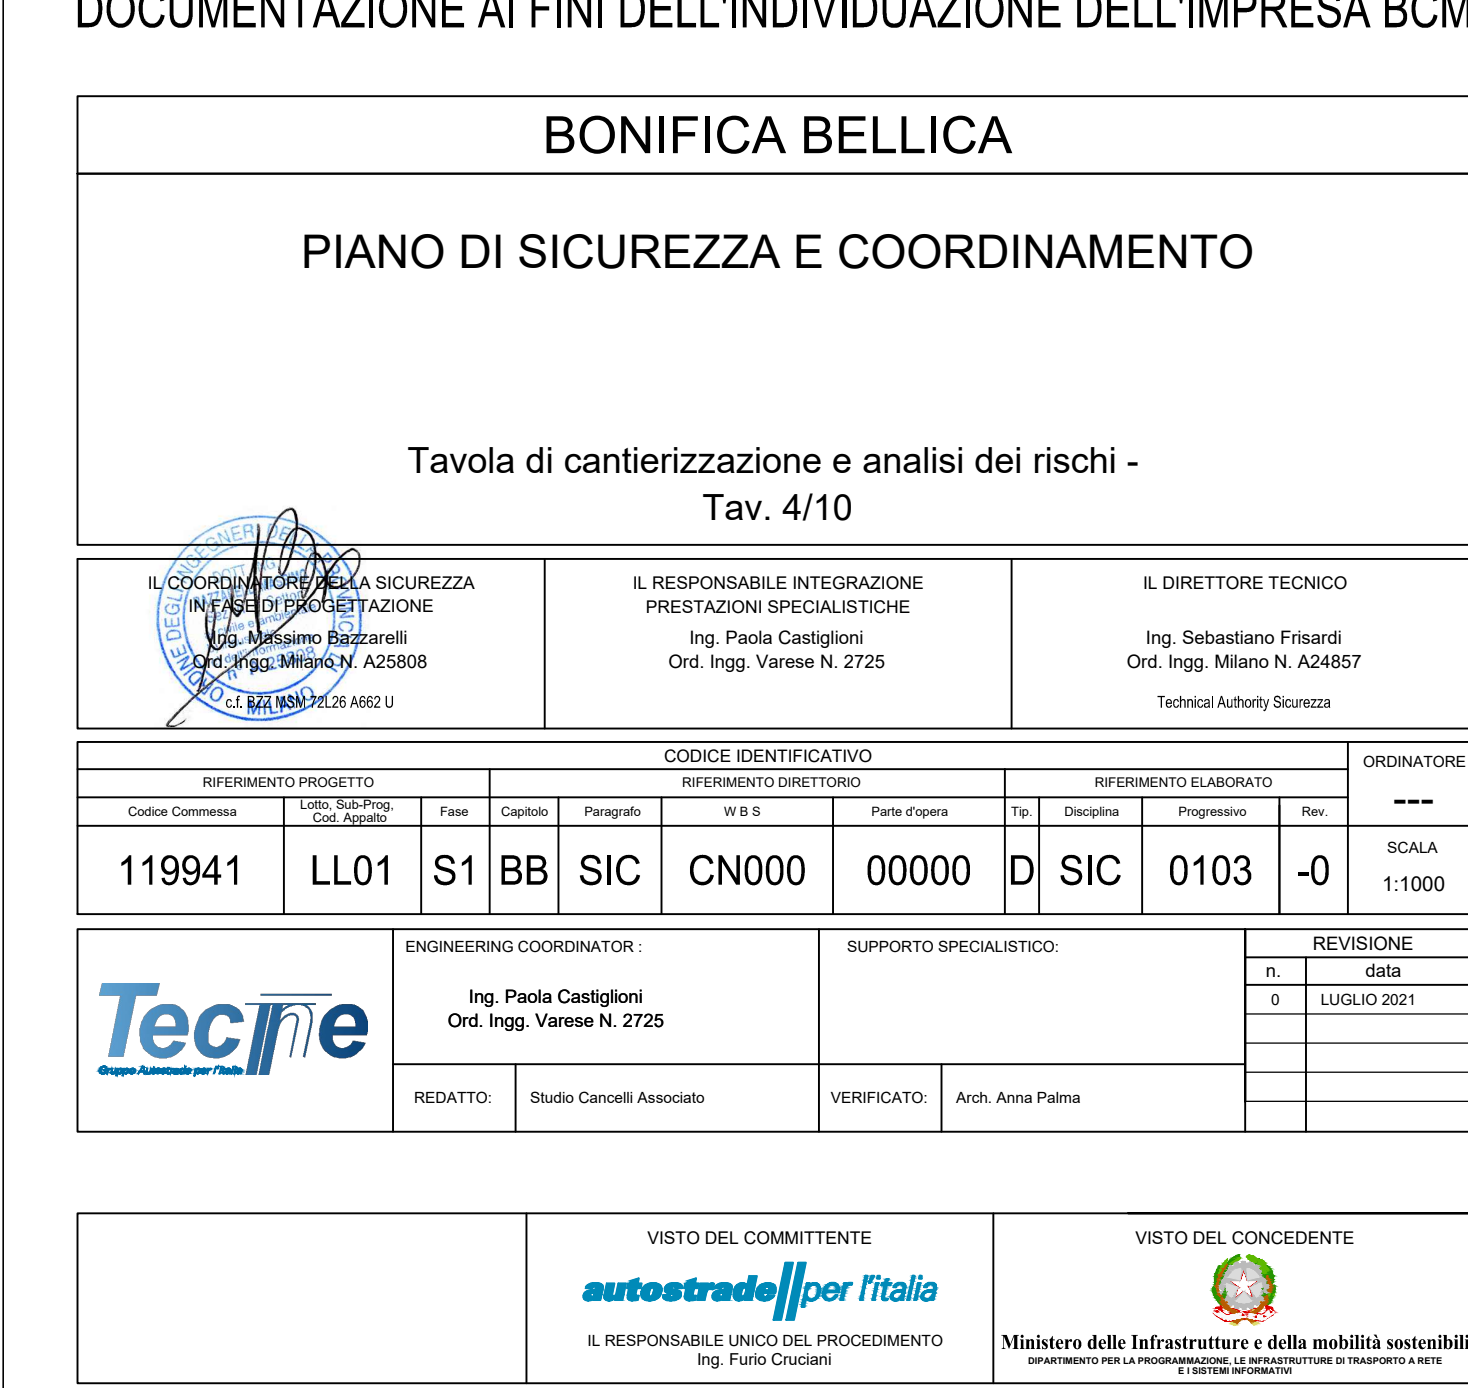 DOCUMENTAZIONE AI FINI DELL'INDIVIDUAZIONE DELL'IMPRESA BCM
BONIFICA BELLICA
PIANO DI SICUREZZA E COORDINAMENTO
Tavola di cantierizzazione e analisi dei rischi -
Tav. 4/10
IL COORDINATORE DELLA SICUREZZA
IN FASE DI PROGETTAZIONE
Ing. Massimo Bazzarelli
Ord. Ingg. Milano N. A25808
c.f. BZZ MSM 72L26 A662 U
ORDINE DEGLI INGEGNERI DELLA PROVINCIA DI MILANO
IL RESPONSABILE INTEGRAZIONE
PRESTAZIONI SPECIALISTICHE
Ing. Paola Castiglioni
Ord. Ingg. Varese N. 2725
IL DIRETTORE TECNICO
Ing. Sebastiano Frisardi
Ord. Ingg. Milano N. A24857
Technical Authority Sicurezza
CODICE IDENTIFICATIVO
ORDINATORE
RIFERIMENTO PROGETTO
RIFERIMENTO DIRETTORIO
RIFERIMENTO ELABORATO
Codice Commessa
Lotto, Sub-Prog,
Cod. Appalto
Fase
Capitolo
Paragrafo
W B S
Parte d'opera
Tip.
Disciplina
Progressivo
Rev.
---
119941
LL01
S1
BB
SIC
CN000
00000
D
SIC
0103
-0
SCALA
1:1000
Tecne
Gruppo Autostrade per l'Italia
ENGINEERING COORDINATOR :
Ing. Paola Castiglioni
Ord. Ingg. Varese N. 2725
SUPPORTO SPECIALISTICO:
REVISIONE
n.
data
0
LUGLIO 2021
REDATTO:
Studio Cancelli Associato
VERIFICATO:
Arch. Anna Palma
VISTO DEL COMMITTENTE
autostrade per l'italia
IL RESPONSABILE UNICO DEL PROCEDIMENTO
Ing. Furio Cruciani
VISTO DEL CONCEDENTE
Ministero delle Infrastrutture e della mobilità sostenibili
DIPARTIMENTO PER LA PROGRAMMAZIONE, LE INFRASTRUTTURE DI TRASPORTO A RETE
E I SISTEMI INFORMATIVI